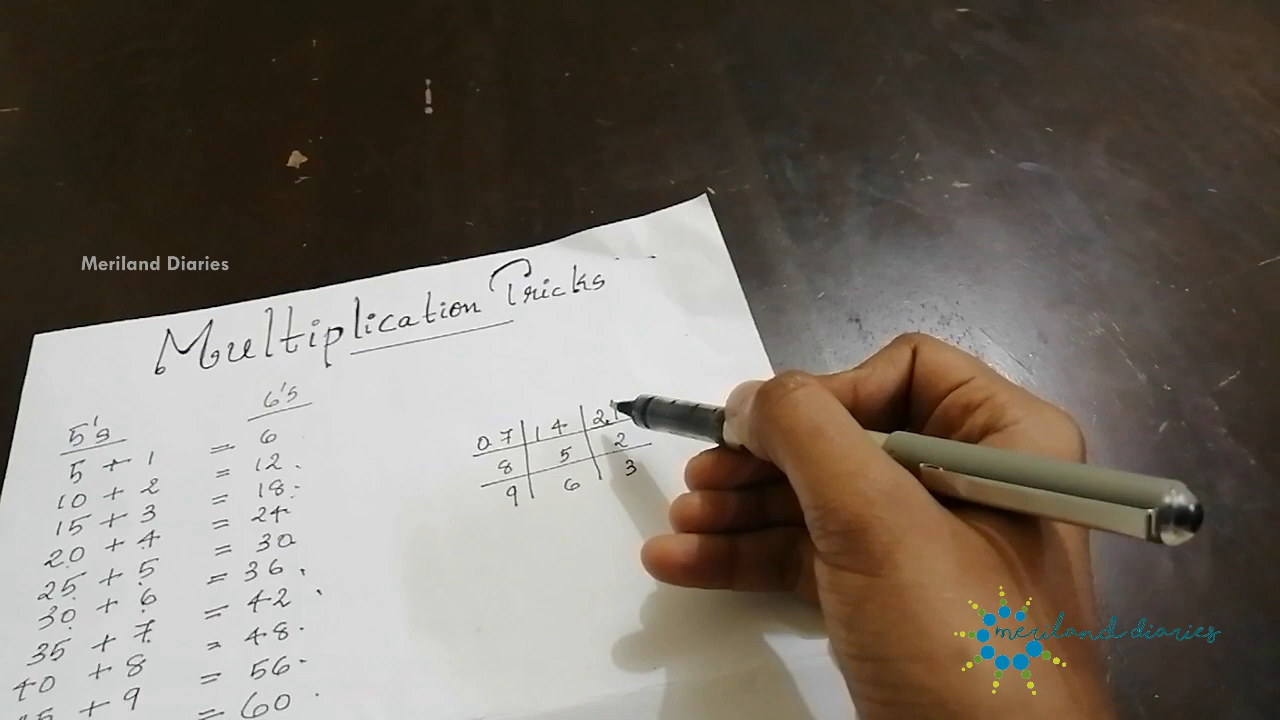 Meriland Diaries
Multiplication Tricks
5's 6's
5 + 1 = 6
10 + 2 = 12.
15 + 3 = 18.
20 + 4 = 24
25 + 5 = 30
30 + 6 = 36.
35 + 7 = 42.
40 + 8 = 48.
45 + 9 = 56.
= 60.
07 14 21
8 5 2
9 6 3
meriland diaries